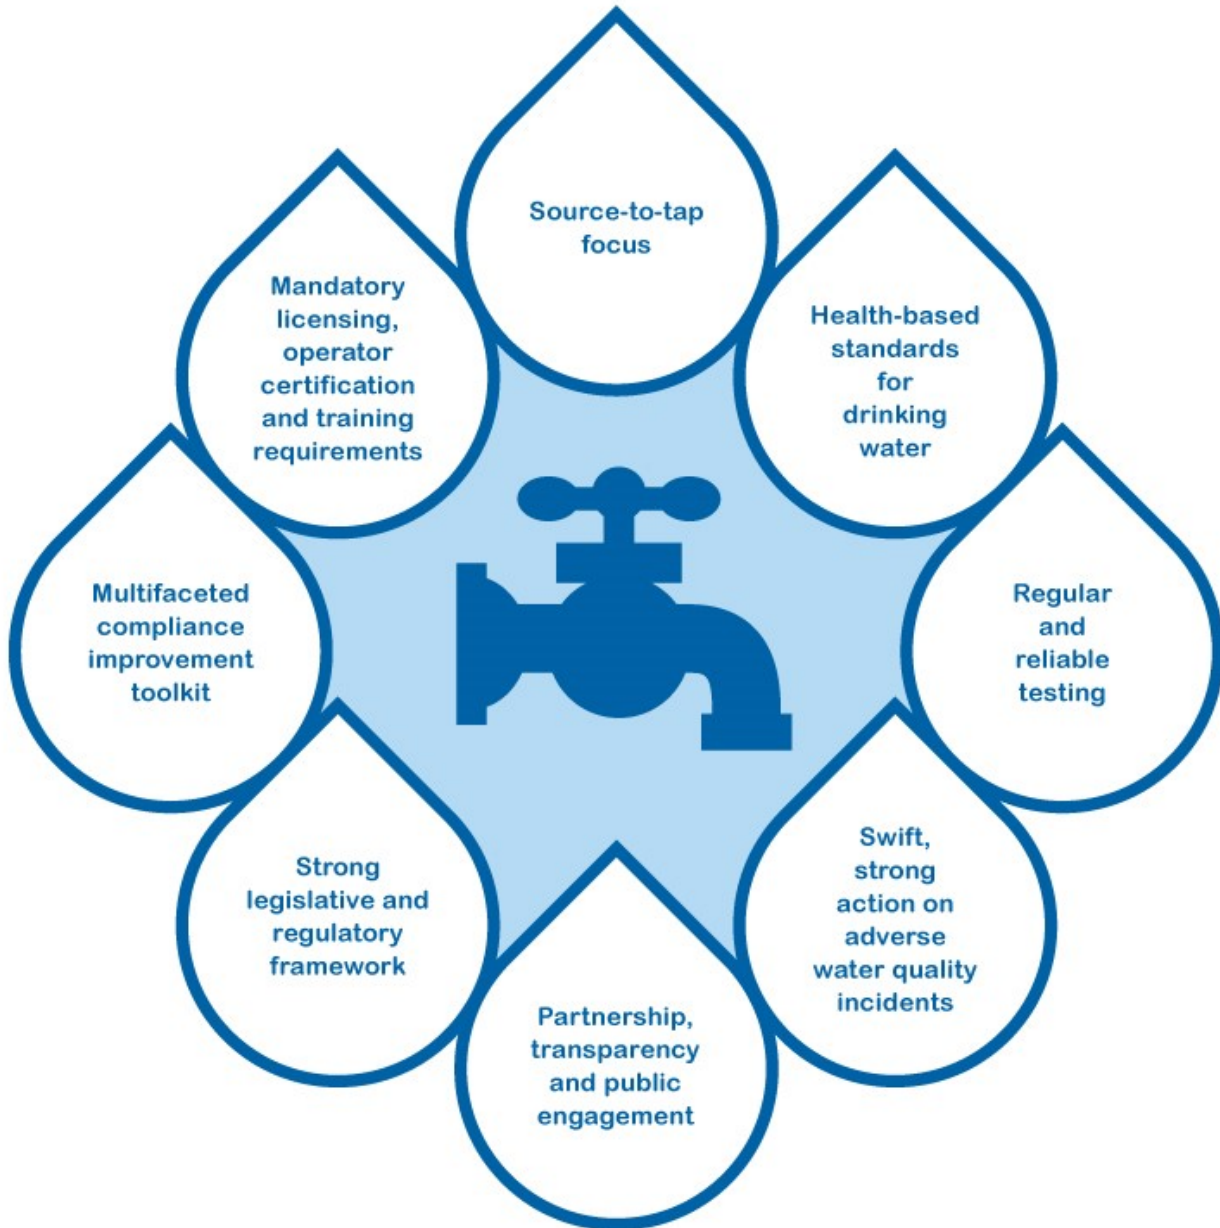 Source-to-tap
focus
Health-based
standards
for
drinking
water
Regular
and
reliable
testing
Swift,
strong
action on
adverse
water quality
incidents
Partnership,
transparency
and public
engagement
Strong
legislative and
regulatory
framework
Multifaceted
compliance
improvement
toolkit
Mandatory
licensing,
operator
certification
and training
requirements